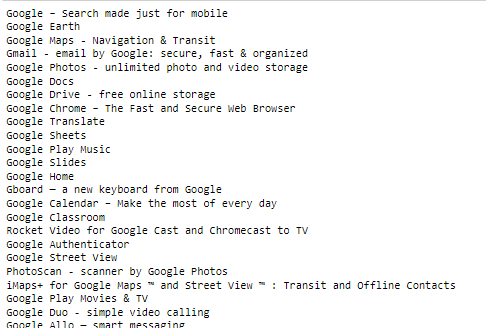 Google – Search made just for mobile
Google Earth
Google Maps - Navigation & Transit
Gmail - email by Google: secure, fast & organized
Google Photos - unlimited photo and video storage
Google Docs
Google Drive - free online storage
Google Chrome – The Fast and Secure Web Browser
Google Translate
Google Sheets
Google Play Music
Google Slides
Google Home
Gboard — a new keyboard from Google
Google Calendar - Make the most of every day
Google Classroom
Rocket Video for Google Cast and Chromecast to TV
Google Authenticator
Google Street View
PhotoScan - scanner by Google Photos
iMaps+ for Google Maps ™ and Street View ™ : Transit and Offline Contacts
Google Play Movies & TV
Google Duo - simple video calling
Google Allo — smart messaging